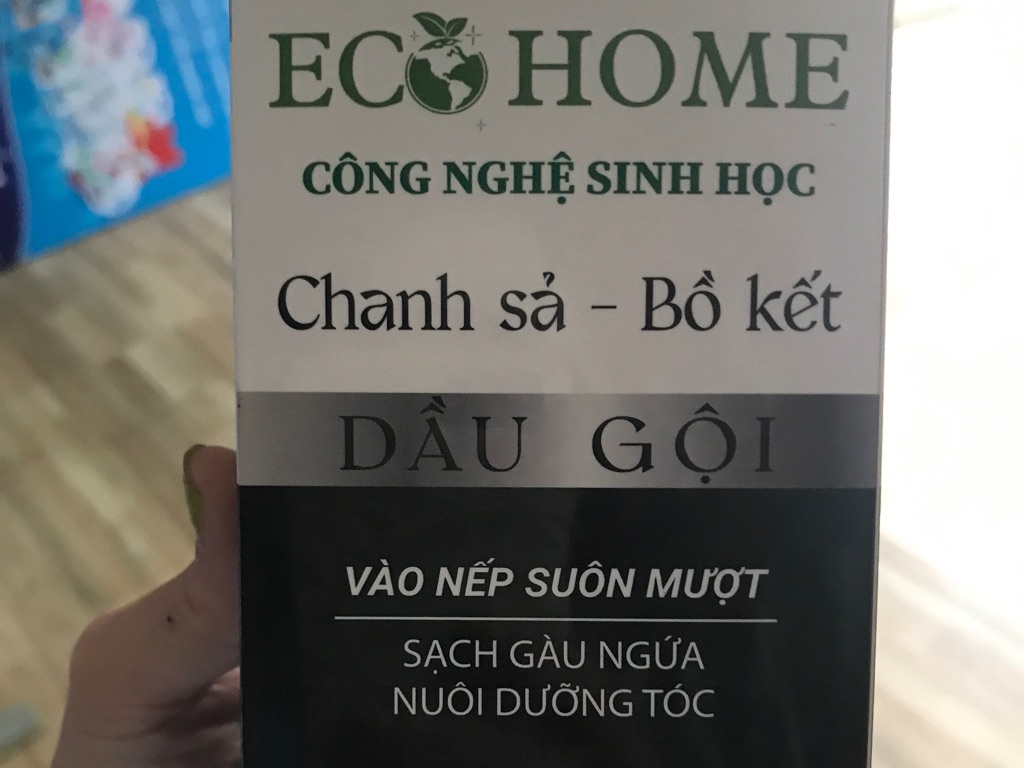 ECOHOME
CÔNG NGHỆ SINH HỌC
Chanh sả - Bồ kết
DẦU GỘI
VÀO NẾP SUÔN MƯỢT
SẠCH GÀU NGỨA
NUÔI DƯỠNG TÓC